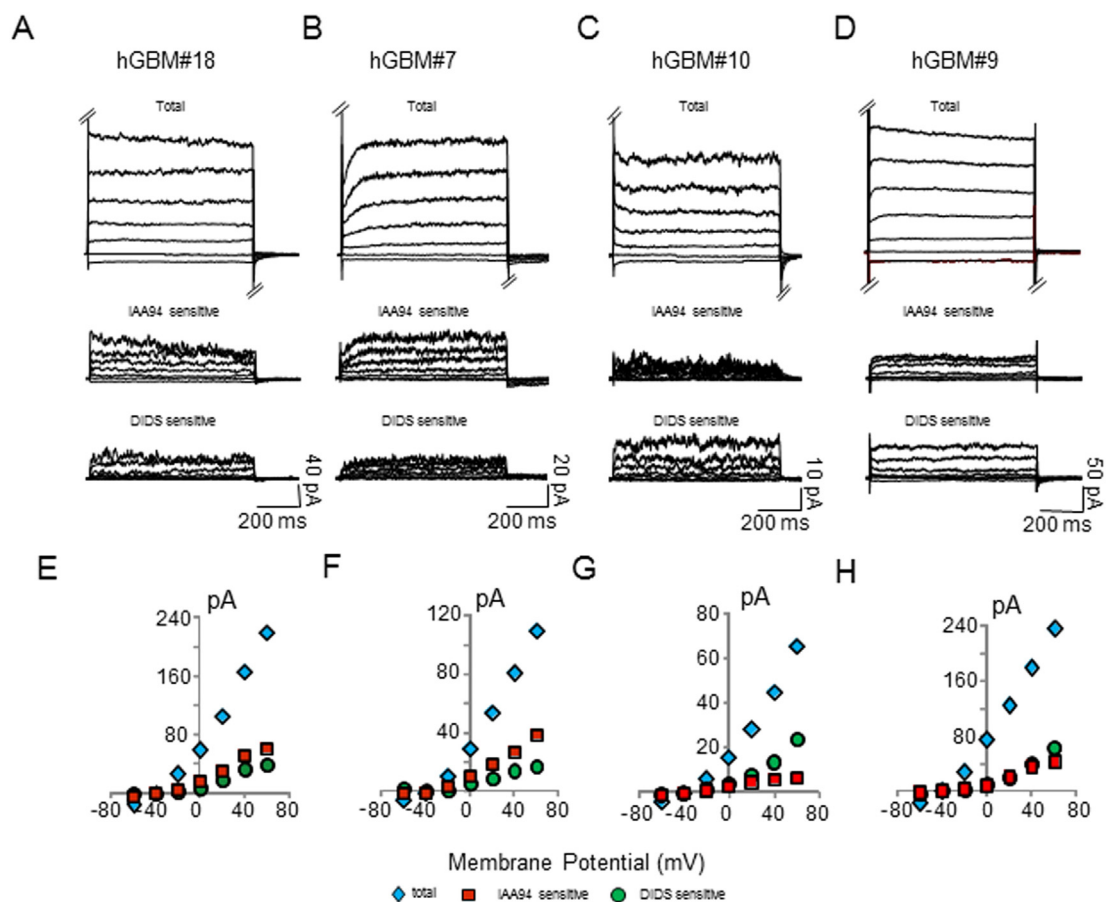 A
B
C
D
hGBM#18
hGBM#7
hGBM#10
hGBM#9
Total
Total
Total
Total
IAA94 sensitive
IAA94 sensitive
IAA94 sensitive
IAA94 sensitive
DIDS sensitive
DIDS sensitive
DIDS sensitive
DIDS sensitive
40 pA
20 pA
10 pA
50 pA
200 ms
200 ms
200 ms
200 ms
E
F
G
H
pA
pA
pA
pA
240
160
80
120
80
40
80
60
40
20
240
160
80
-80 -40 0 40 80
-80 -40 0 40 80
-80 -40 0 40 80
-80 -40 0 40 80
Membrane Potential (mV)
total IAA94 sensitive DIDS sensitive